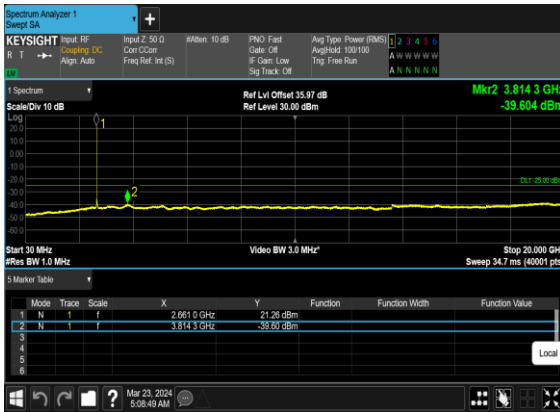 Spectrum Analyzer 1
Swept SA
+
KEYSIGHT Input: RF Input Z: 50 Ω #Atten: 10 dB PNO: Fast Avg Type: Power (RMS) 1 2 3 4 5 6
R T Coupling: DC Corr CCorr Gate: Off Avg|Hold: 100/100 A W W W W W
Align: Auto Freq Ref: Int (S) IF Gain: Low Trig: Free Run
Sig Track: Off A N N N N N
1 Spectrum Ref Lvl Offset 35.97 dB Mkr2 3.814 3 GHz
Scale/Div 10 dB Ref Level 30.00 dBm -39.604 dBm
Log
1
20.0
10.0
0.00
-10.0
-20.0 DL1 -25.00 dBm
-30.0
2
-40.0
-50.0
-60.0
Start 30 MHz Video BW 3.0 MHz* Stop 20.000 GHz
#Res BW 1.0 MHz Sweep 34.7 ms (40001 pts)
5 Marker Table
Mode Trace Scale X Y Function Function Width Function Value
1 N 1 f 2.661 0 GHz 21.26 dBm
2 N 1 f 3.814 3 GHz -39.60 dBm
3
4
5
6
Local
? Mar 23, 2024
5:08:49 AM